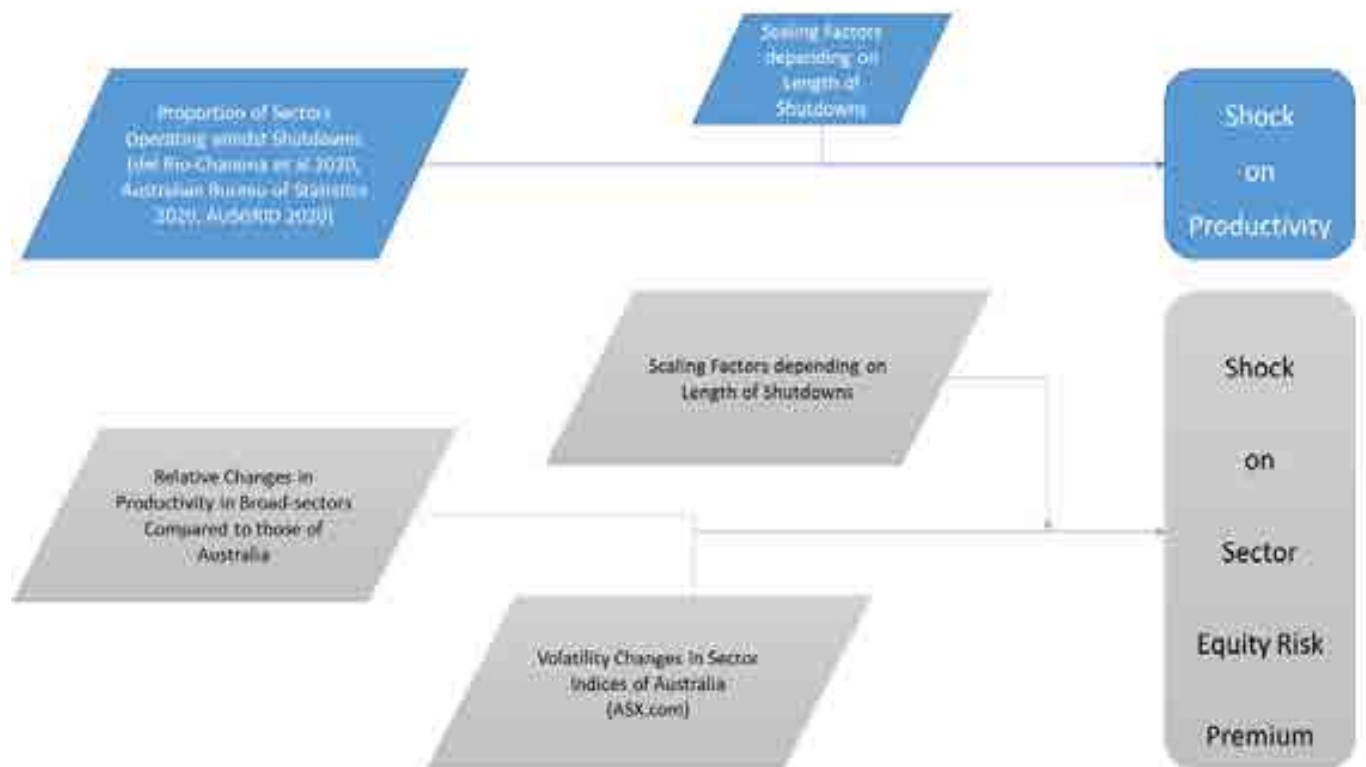 Scaling Factors
depending on
Length of
Shutdowns
Proportion of Sectors
Operating amidst Shutdowns
(del Rio-Chanona et al 2020,
Australian Bureau of Statistics
2020, AUSGRID 2020)
Shock
on
Productivity
Scaling Factors depending on
Length of Shutdowns
Relative Changes in
Productivity in Broad-sectors
Compared to those of
Australia
Volatility Changes in Sector
Indices of Australia
(ASX.com)
Shock
on
Sector
Equity Risk
Premium